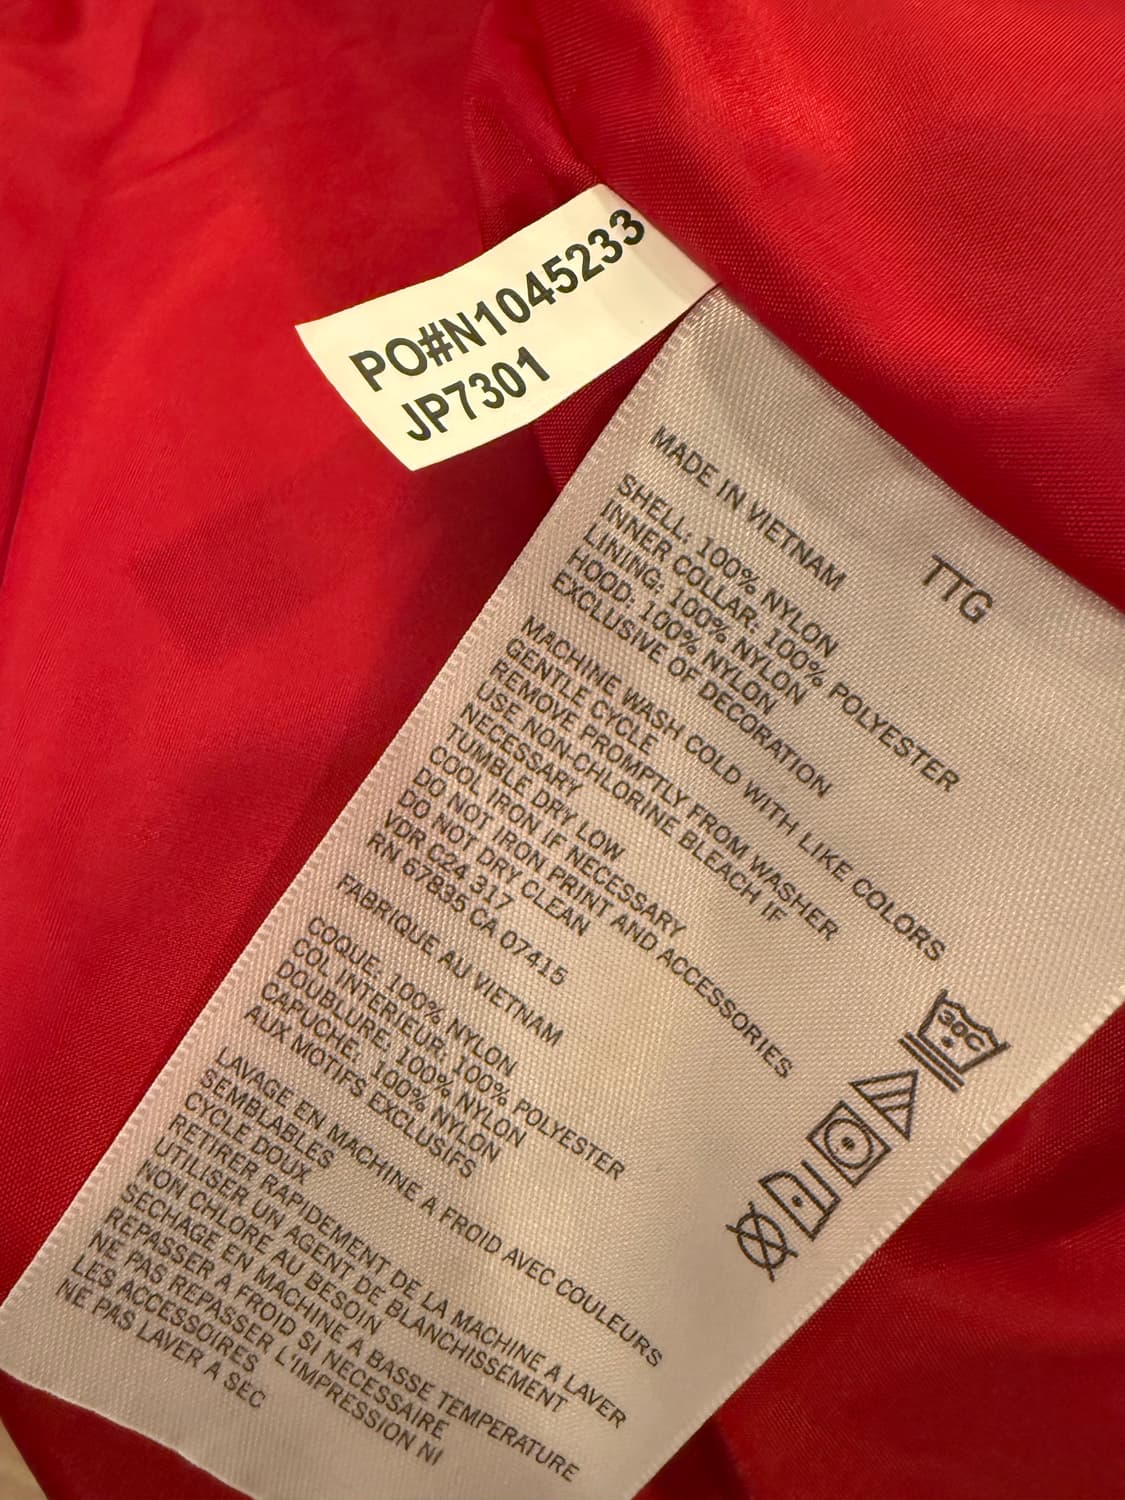 PO#N1045233
JP7301
TTG
MADE IN VIETNAM
SHELL: 100% NYLON
INNER COLLAR: 100% POLYESTER
LINING: 100% NYLON
HOOD: 100% NYLON
EXCLUSIVE OF DECORATION
MACHINE WASH COLD WITH LIKE COLORS
GENTLE CYCLE
REMOVE PROMPTLY FROM WASHER
USE NON-CHLORINE BLEACH IF
NECESSARY
TUMBLE DRY LOW
COOL IRON IF NECESSARY
DO NOT IRON PRINT AND ACCESSORIES
DO NOT DRY CLEAN
VDR C24 317
RN 67835 CA 07415
FABRIQUE AU VIETNAM
COQUE: 100% NYLON
COL INTERIEUR: 100% POLYESTER
DOUBLURE: 100% NYLON
CAPUCHE: 100% NYLON
AUX MOTIFS EXCLUSIFS
LAVAGE EN MACHINE A FROID AVEC COULEURS
SEMBLABLES
CYCLE DOUX
RETIRER RAPIDEMENT DE LA MACHINE A LAVER
UTILISER UN AGENT DE BLANCHISSEMENT
NON CHLORE AU BESOIN
SECHAGE EN MACHINE A BASSE TEMPERATURE
REPASSER A FROID SI NECESSAIRE
NE PAS REPASSER L'IMPRESSION NI
LES ACCESSOIRES
NE PAS LAVER A SEC
30C